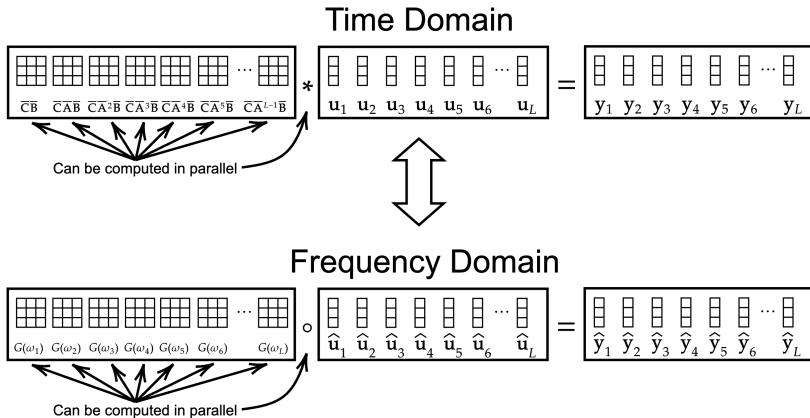 Time Domain
C̄B̄ C̄ĀB̄ C̄Ā²B̄ C̄Ā³B̄ C̄Ā⁴B̄ C̄Ā⁵B̄ ... C̄Āᴸ⁻¹B̄ * u₁ u₂ u₃ u₄ u₅ u₆ ... u_L = y₁ y₂ y₃ y₄ y₅ y₆ ... y_L
Can be computed in parallel
Frequency Domain
G(ω₁) G(ω₂) G(ω₃) G(ω₄) G(ω₅) G(ω₆) ... G(ω_L) ∘ û₁ û₂ û₃ û₄ û₅ û₆ ... û_L = ŷ₁ ŷ₂ ŷ₃ ŷ₄ ŷ₅ ŷ₆ ... ŷ_L
Can be computed in parallel